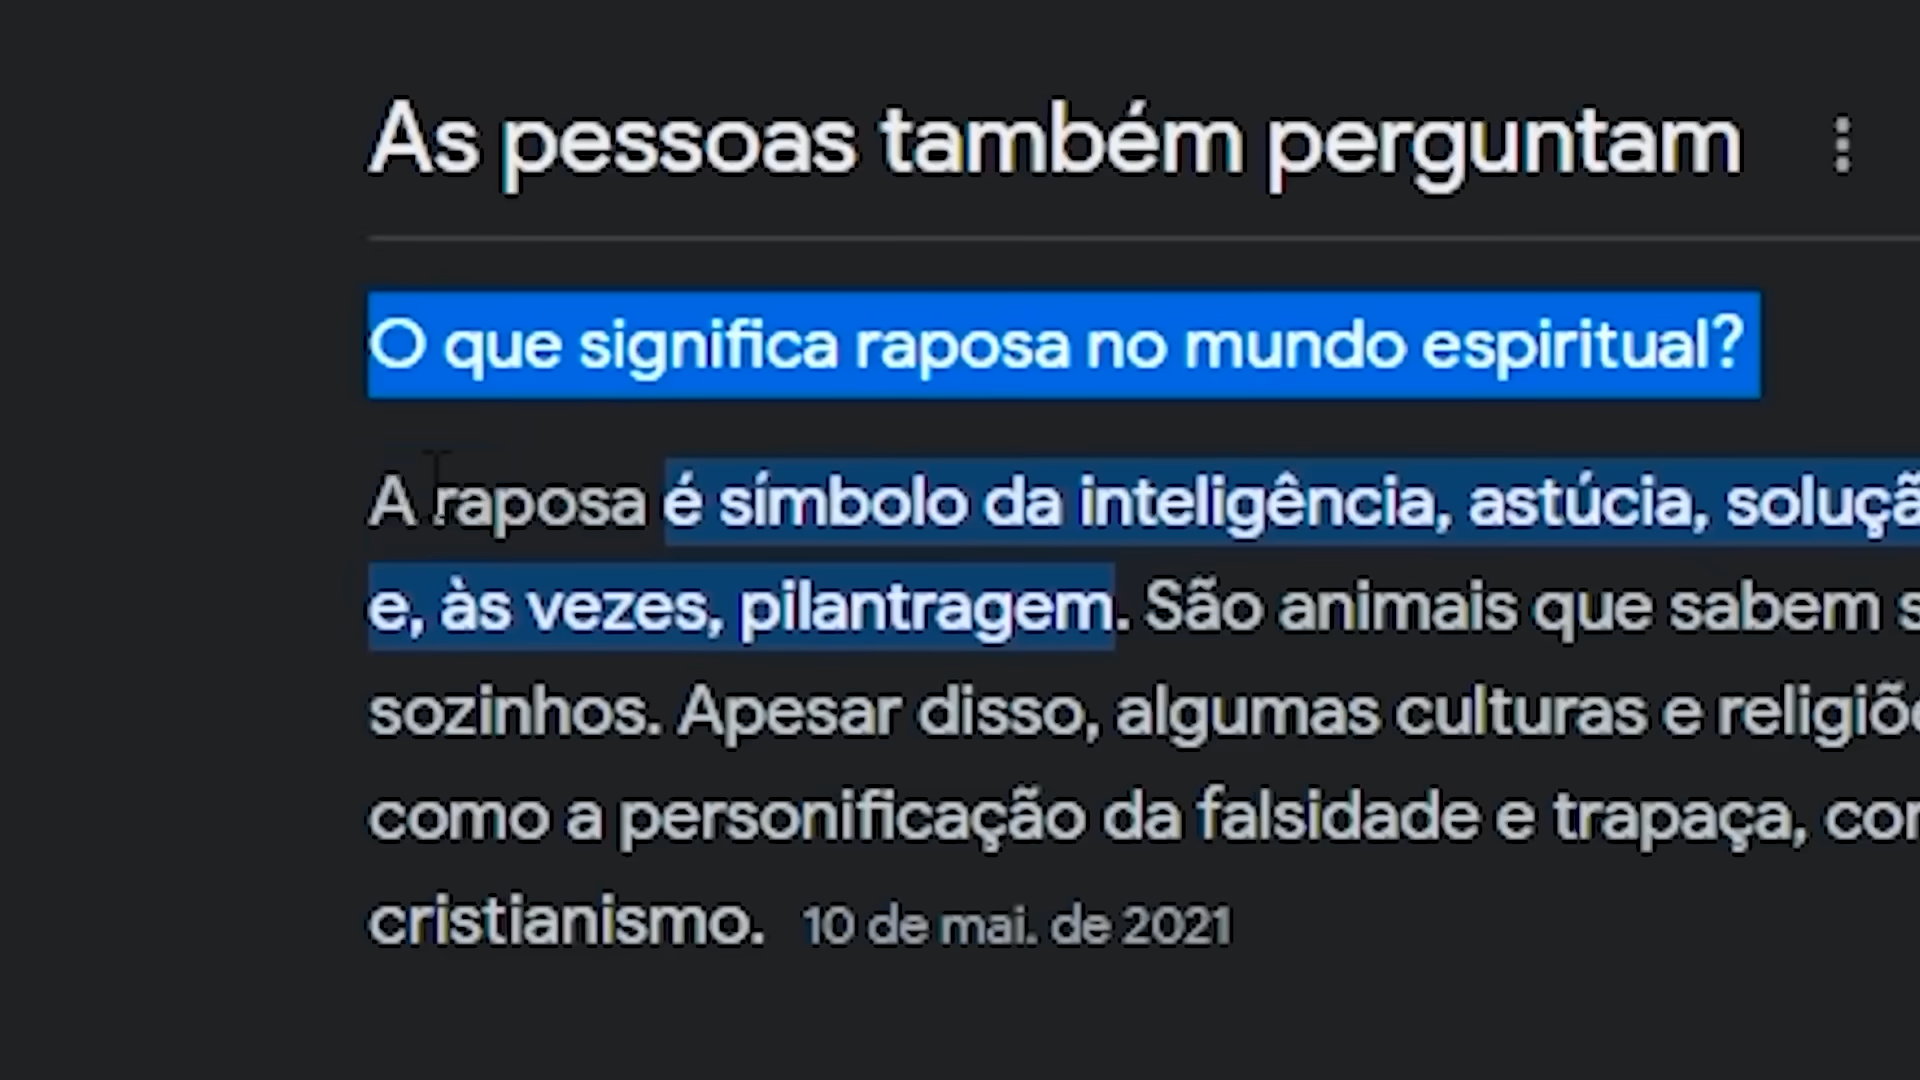 As pessoas também perguntam
O que significa raposa no mundo espiritual?
A raposa é símbolo da inteligência, astúcia,
e, às vezes, pilantragem. São animais que sabem
sozinhos. Apesar disso, algumas culturas e
como a personificação da falsidade e trapaça,
cristianismo. 10 de mai. de 2021